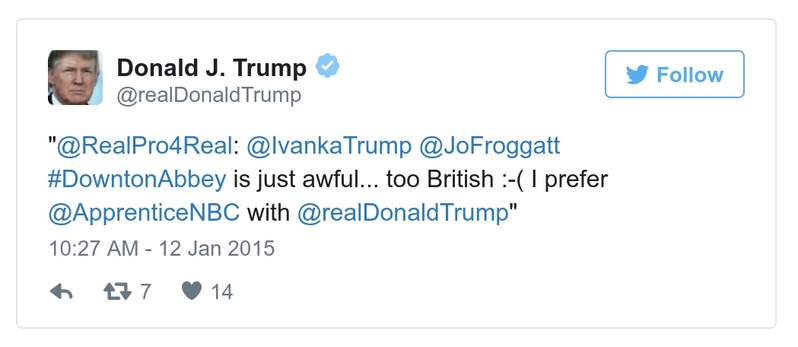 Donald J. Trump
@realDonaldTrump
Follow
"@RealPro4Real: @IvankaTrump @JoFroggatt
#DowntonAbbey is just awful... too British :-( I prefer
@ApprenticeNBC with @realDonaldTrump"
10:27 AM - 12 Jan 2015
7 14